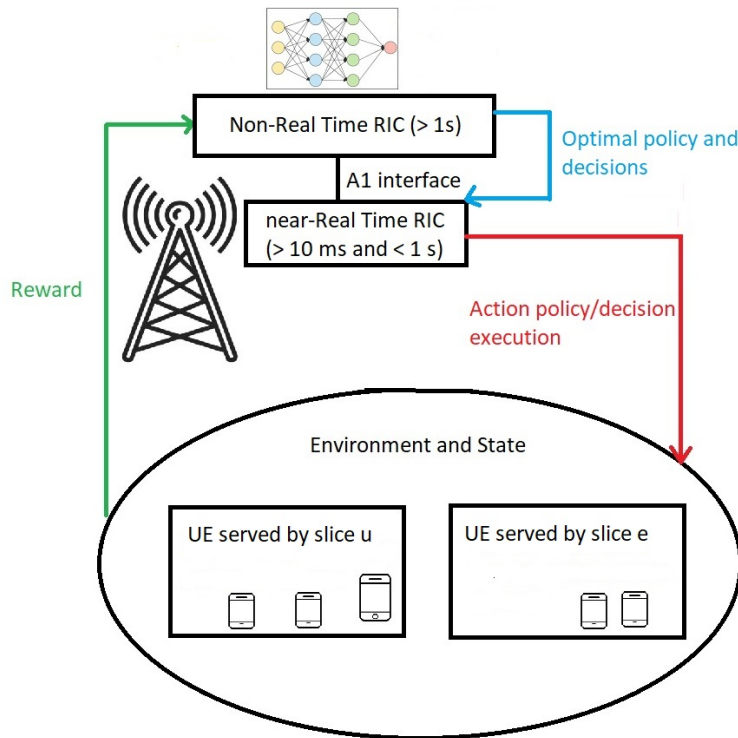 Non-Real Time RIC (> 1s)
Optimal policy and
decisions
A1 interface
near-Real Time RIC
(> 10 ms and < 1 s)
Reward
Action policy/decision
execution
Environment and State
UE served by slice u
UE served by slice e